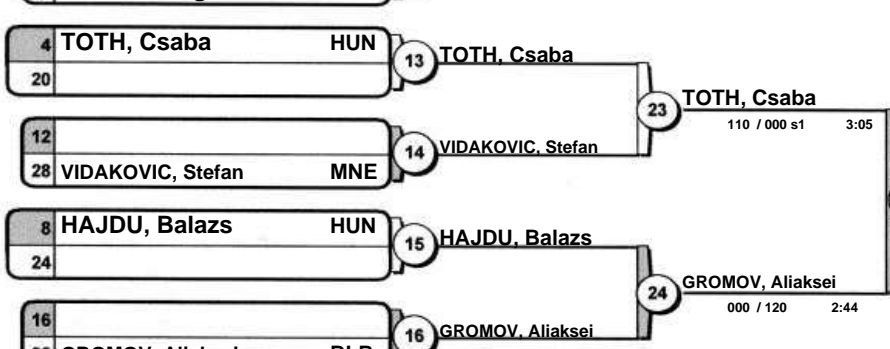 4 TOTH, Csaba HUN
20
13 TOTH, Csaba
12
28 VIDAKOVIC, Stefan MNE
14 VIDAKOVIC, Stefan
23 TOTH, Csaba
110 / 000 s1 3:05
8 HAJDU, Balazs HUN
24
15 HAJDU, Balazs
16
16 GROMOV, Aliaksei
24 GROMOV, Aliaksei
000 / 120 2:44